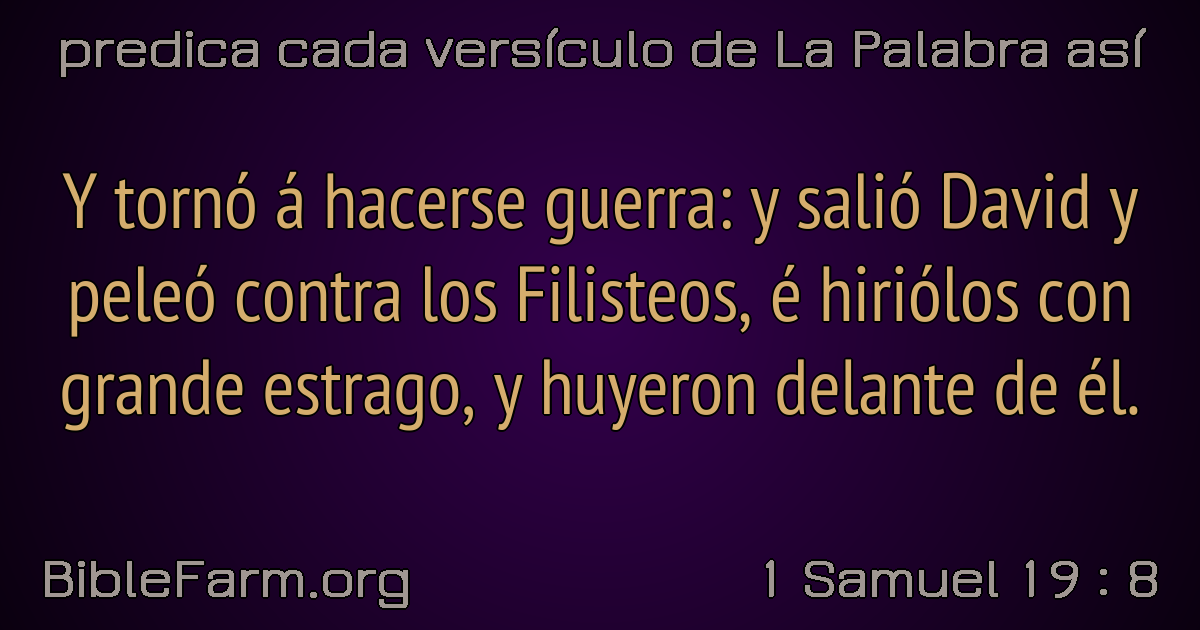 predica cada versículo de La Palabra así
Y tornó á hacerse guerra: y salió David y
peleó contra los Filisteos, é hiriólos con
grande estrago, y huyeron delante de él.
BibleFarm.org
1 Samuel 19 : 8